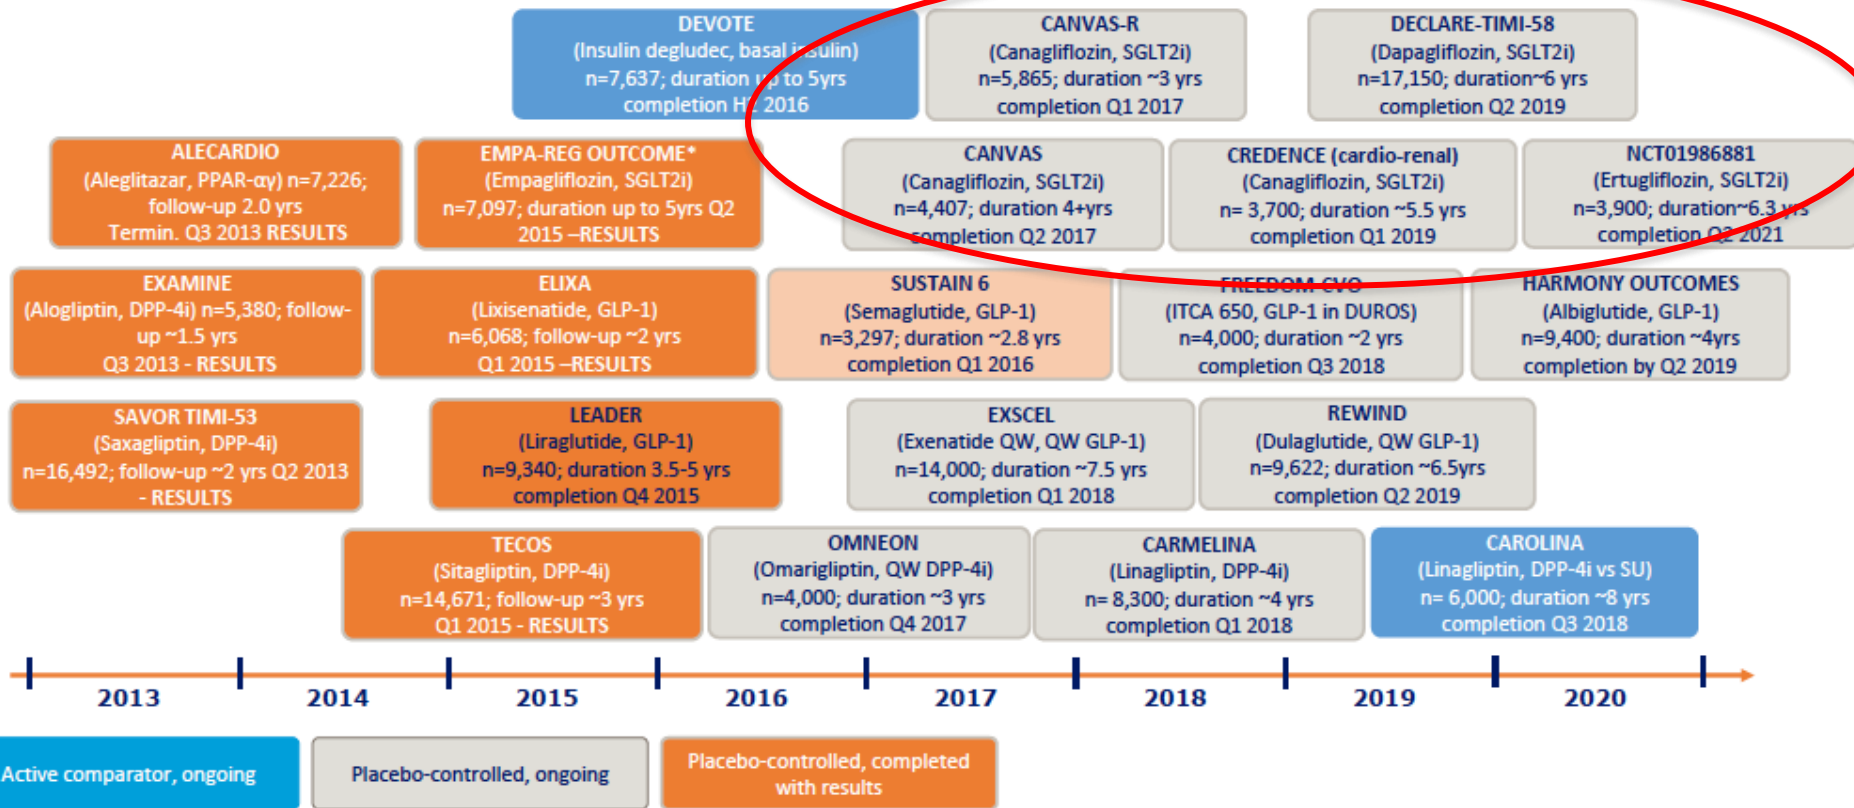 DEVOTE
(Insulin degludec, basal insulin)
n=7,637; duration up to 5yrs
completion H1 2016
CANVAS-R
(Canagliflozin, SGLT2i)
n=5,865; duration ~3 yrs
completion Q1 2017
DECLARE-TIMI-58
(Dapagliflozin, SGLT2i)
n=17,150; duration~6 yrs
completion Q2 2019
ALECARDIO
(Aleglitazar, PPAR-αγ) n=7,226;
follow-up 2.0 yrs
Termin. Q3 2013 RESULTS
EMPA-REG OUTCOME*
(Empagliflozin, SGLT2i)
n=7,097; duration up to 5yrs Q2
2015 –RESULTS
CANVAS
(Canagliflozin, SGLT2i)
n=4,407; duration 4+yrs
completion Q2 2017
CREDENCE (cardio-renal)
(Canagliflozin, SGLT2i)
n= 3,700; duration ~5.5 yrs
completion Q1 2019
NCT01986881
(Ertugliflozin, SGLT2i)
n=3,900; duration~6.3 yrs
completion Q2 2021
EXAMINE
(Alogliptin, DPP-4i) n=5,380; follow-
up ~1.5 yrs
Q3 2013 - RESULTS
ELIXA
(Lixisenatide, GLP-1)
n=6,068; follow-up ~2 yrs
Q1 2015 –RESULTS
SUSTAIN 6
(Semaglutide, GLP-1)
n=3,297; duration ~2.8 yrs
completion Q1 2016
FREEDOM-CVO
(ITCA 650, GLP-1 in DUROS)
n=4,000; duration ~2 yrs
completion Q3 2018
HARMONY OUTCOMES
(Albiglutide, GLP-1)
n=9,400; duration ~4yrs
completion by Q2 2019
SAVOR TIMI-53
(Saxagliptin, DPP-4i)
n=16,492; follow-up ~2 yrs Q2 2013
- RESULTS
LEADER
(Liraglutide, GLP-1)
n=9,340; duration 3.5-5 yrs
completion Q4 2015
EXSCEL
(Exenatide QW, QW GLP-1)
n=14,000; duration ~7.5 yrs
completion Q1 2018
REWIND
(Dulaglutide, QW GLP-1)
n=9,622; duration ~6.5yrs
completion Q2 2019
TECOS
(Sitagliptin, DPP-4i)
n=14,671; follow-up ~3 yrs
Q1 2015 - RESULTS
OMNEON
(Omarigliptin, QW DPP-4i)
n=4,000; duration ~3 yrs
completion Q4 2017
CARMELINA
(Linagliptin, DPP-4i)
n= 8,300; duration ~4 yrs
completion Q1 2018
CAROLINA
(Linagliptin, DPP-4i vs SU)
n= 6,000; duration ~8 yrs
completion Q3 2018
2013 2014 2015 2016 2017 2018 2019 2020
Active comparator, ongoing
Placebo-controlled, ongoing
Placebo-controlled, completed
with results